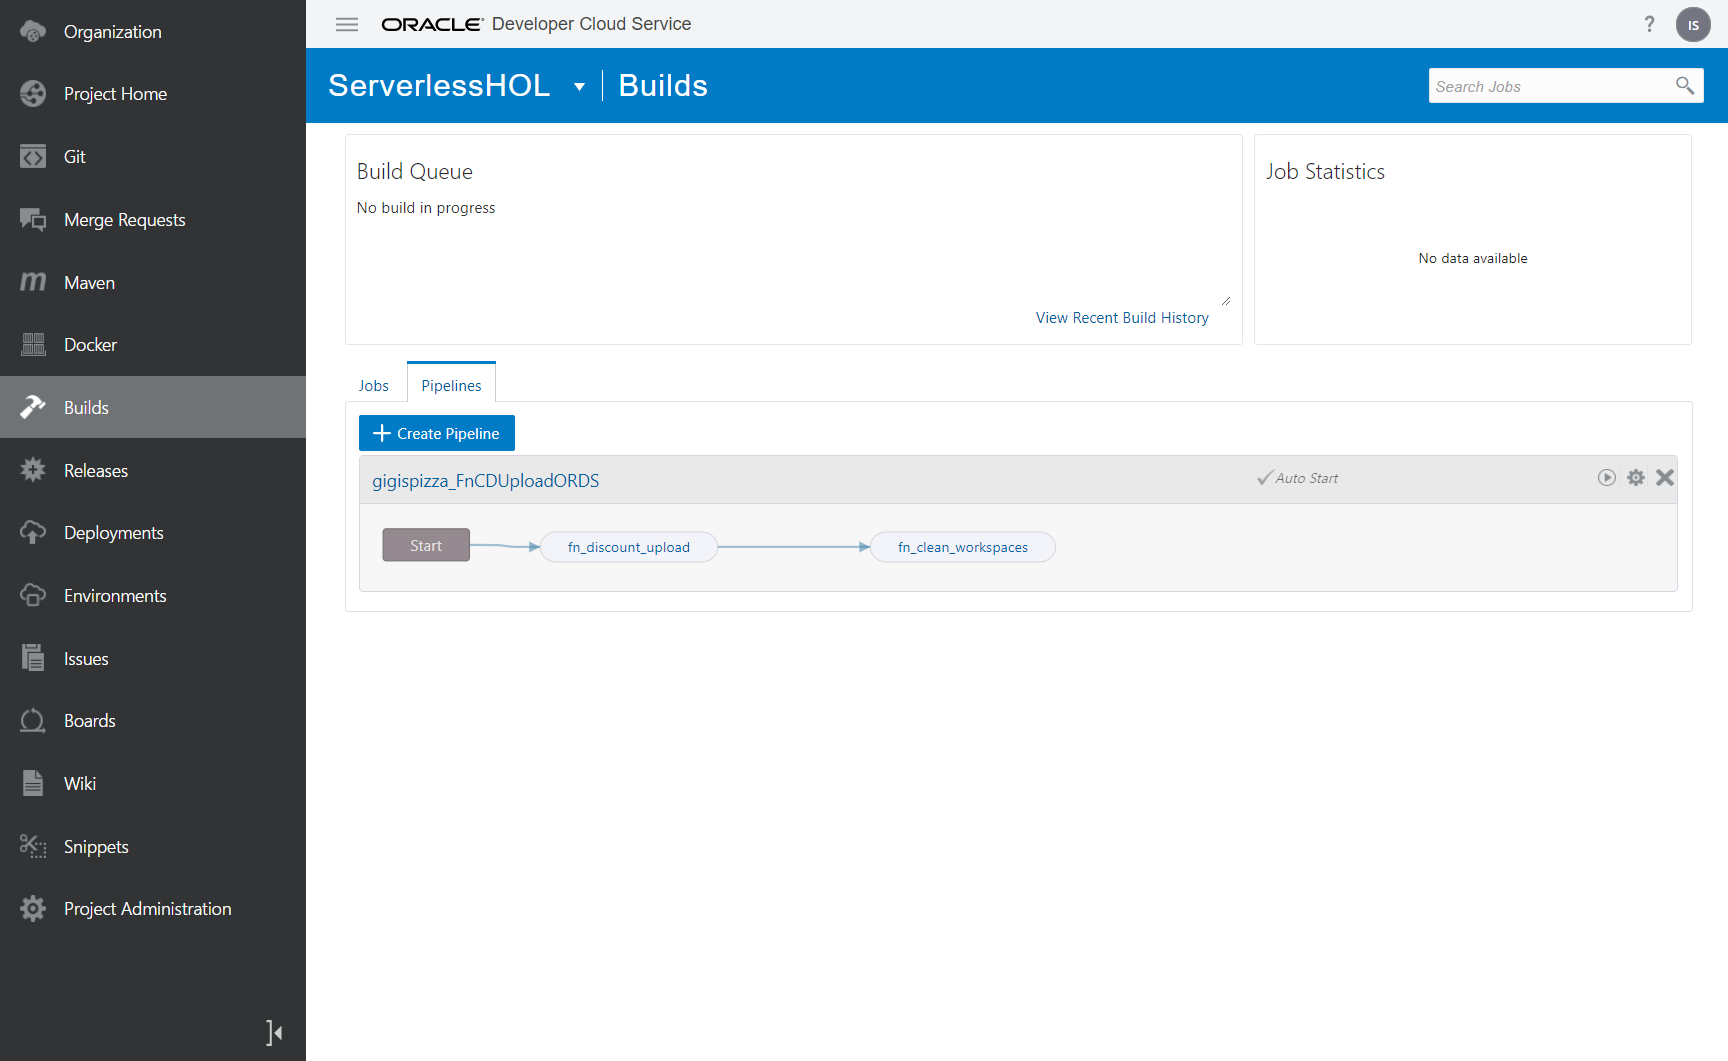 Organization
Project Home
Git
Merge Requests
Maven
Docker
Builds
Releases
Deployments
Environments
Issues
Boards
Wiki
Snippets
Project Administration
ORACLE Developer Cloud Service
? IS
ServerlessHOL Builds
Search Jobs
Build Queue
No build in progress
View Recent Build History
Job Statistics
No data available
Jobs Pipelines
Create Pipeline
gigispizza_FnCDUploadORDS Auto Start
Start fn_discount_upload fn_clean_workspaces